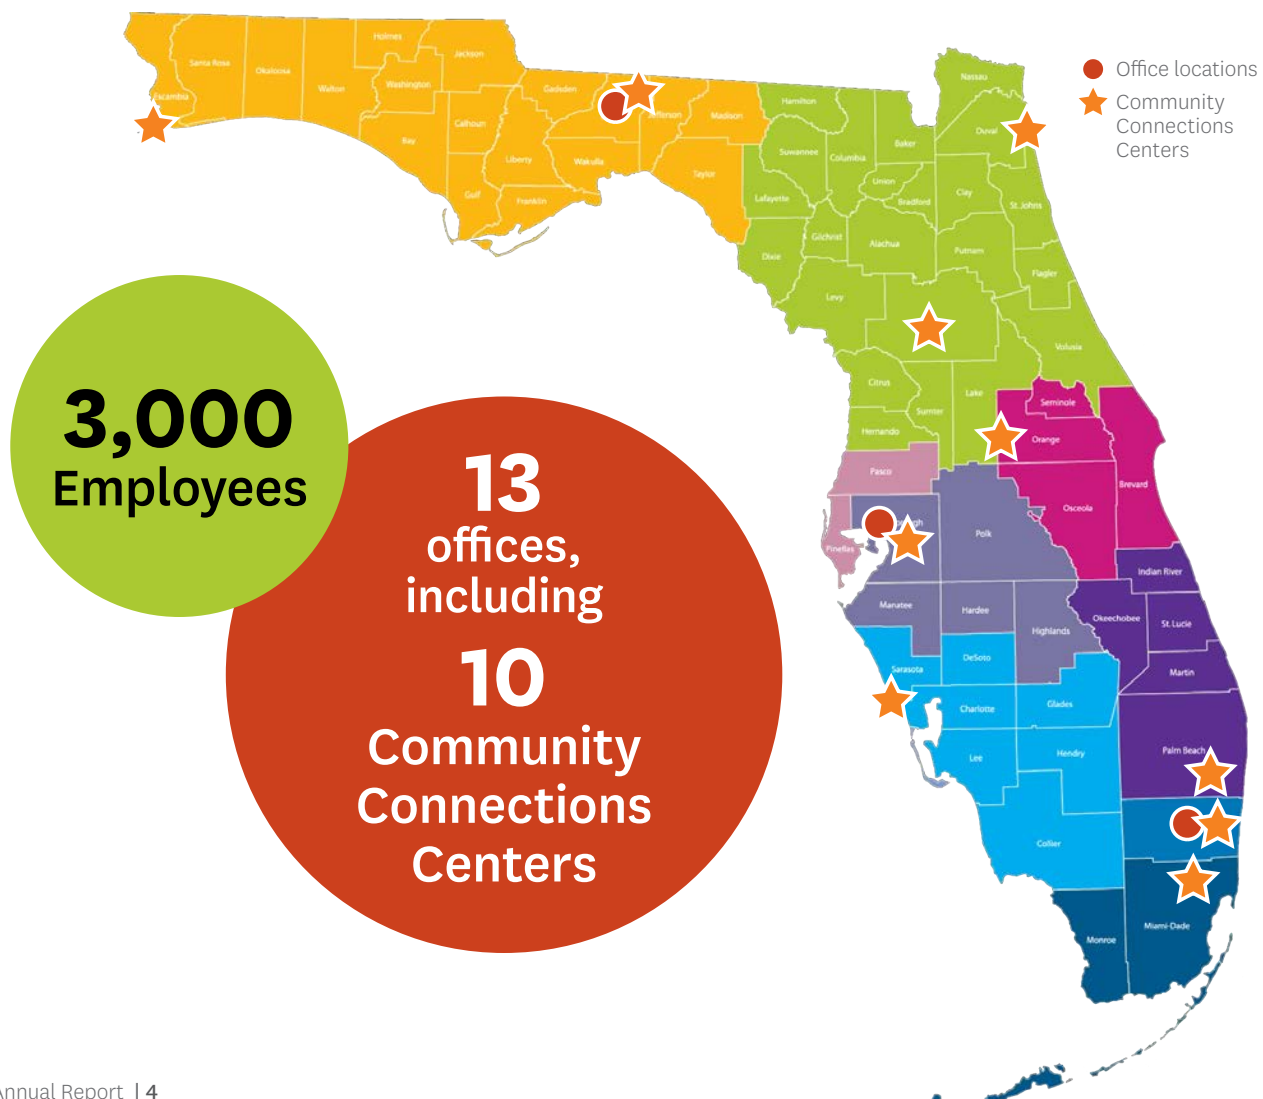 Office locations
Community
Connections
Centers
Holmes
Jackson
Santa Rosa
Okaloosa
Walton
Washington
Escambia
Gadsden
Jefferson
Madison
Bay
Calhoun
Liberty
Wakulla
Taylor
Gulf
Franklin
Nassau
Hamilton
Duval
Suwannee
Columbia
Baker
Union
Bradford
Clay
Lafayette
St. Johns
Gilchrist
Alachua
Putnam
Dixie
Flagler
Levy
Volusia
Citrus
Lake
Sumter
Hernando
Seminole
Orange
Pasco
Brevard
Osceola
Polk
Pinellas
Indian River
Manatee
Hardee
Highlands
Okeechobee
St. Lucie
DeSoto
Sarasota
Martin
Charlotte
Glades
Lee
Hendry
Palm Beach
Collier
Monroe
Miami-Dade
3,000
Employees
13
offices,
including
10
Community
Connections
Centers
Annual Report | 4